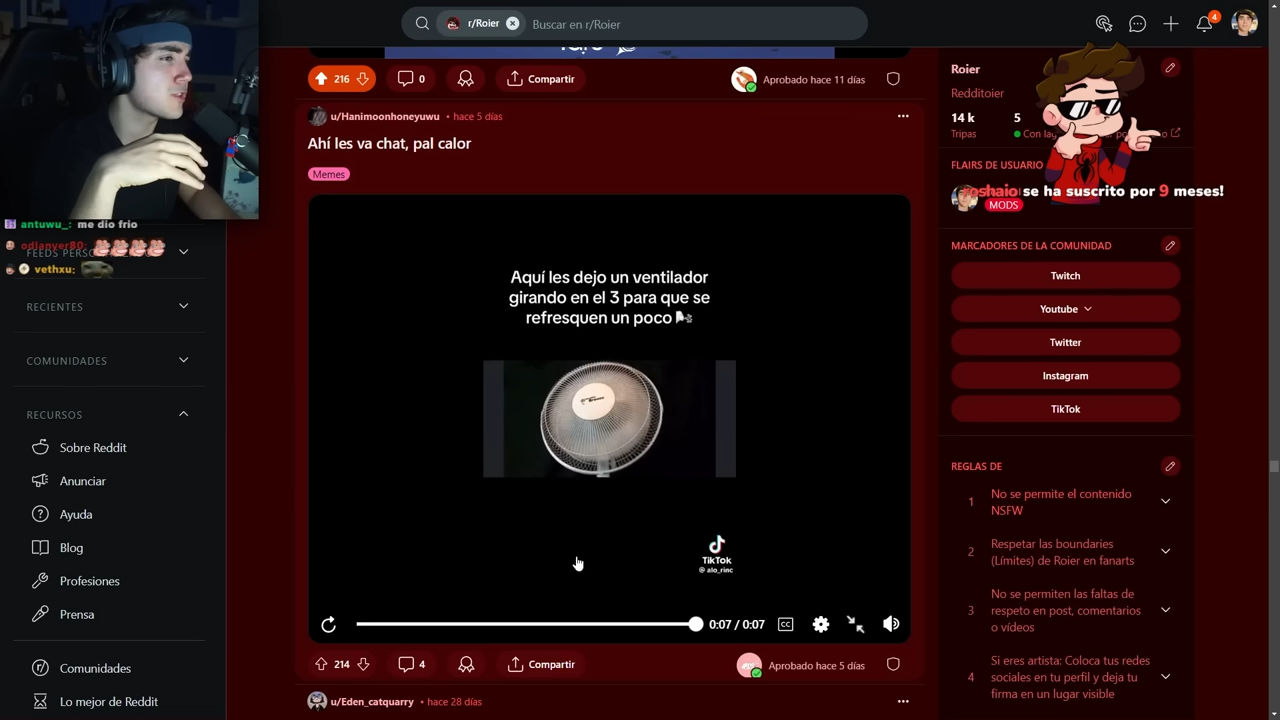 r/Roier
Buscar en r/Roier
4
216
0
Compartir
Aprobado hace 11 días
u/Hanimoonhoneyuwu • hace 5 días
Ahí les va chat, pal calor
Memes
Aquí les dejo un ventilador
girando en el 3 para que se
refresquen un poco
TikTok
@alo_rinc
0:07 / 0:07
CC
214
4
Compartir
Aprobado hace 5 días
u/Eden_catquarry • hace 28 días
antuwu_: me dio frio
odlanyer80:
vethxu:
RECIENTES
COMUNIDADES
RECURSOS
Sobre Reddit
Anunciar
Ayuda
Blog
Profesiones
Prensa
Comunidades
Lo mejor de Reddit
Roier
Redditoier
14 k
5
Tripas
FLAIRS DE USUARIO
se ha suscrito por 9 meses!
MODS
MARCADORES DE LA COMUNIDAD
Twitch
Youtube
Twitter
Instagram
TikTok
REGLAS DE
1
No se permite el contenido
NSFW
2
Respetar las boundaries
(Límites) de Roier en fanarts
3
No se permiten las faltas de
respeto en post, comentarios
o vídeos
4
Si eres artista: Coloca tus redes
sociales en tu perfil y deja tu
firma en un lugar visible